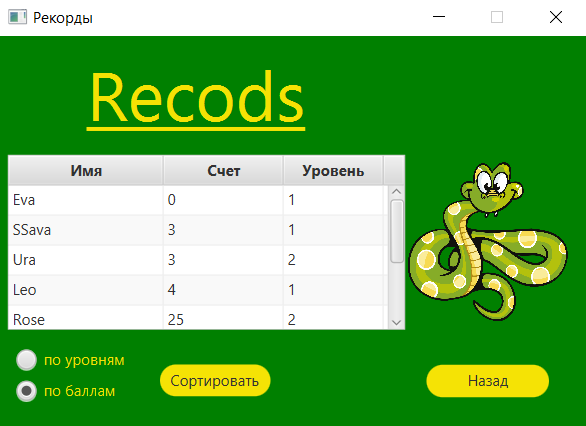 Рекорды
Recods
Имя Счет Уровень
Eva 0 1
SSava 3 1
Ura 3 2
Leo 4 1
Rose 25 2
по уровням
по баллам
Сортировать
Назад